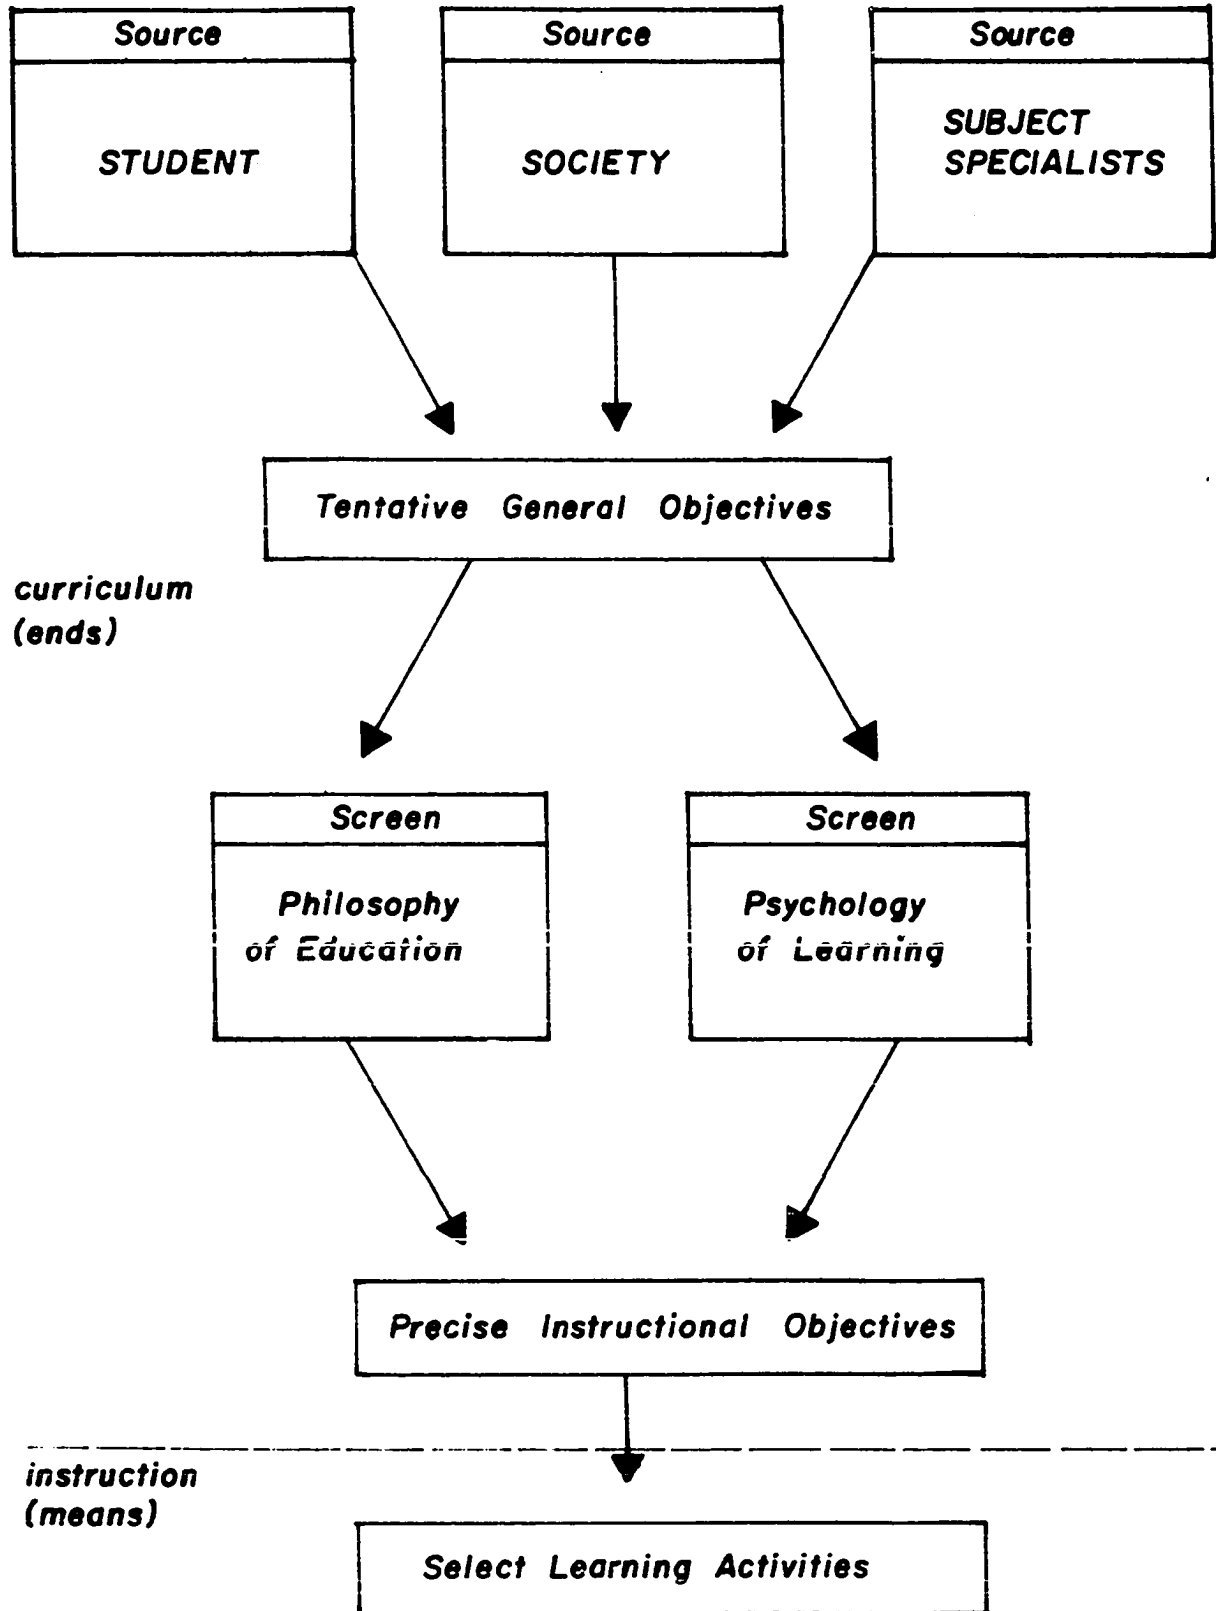 Source
STUDENT
Source
SOCIETY
Source
SUBJECT
SPECIALISTS
Tentative General Objectives
curriculum
(ends)
Screen
Philosophy
of Education
Screen
Psychology
of Learning
Precise Instructional Objectives
instruction
(means)
Select Learning Activities